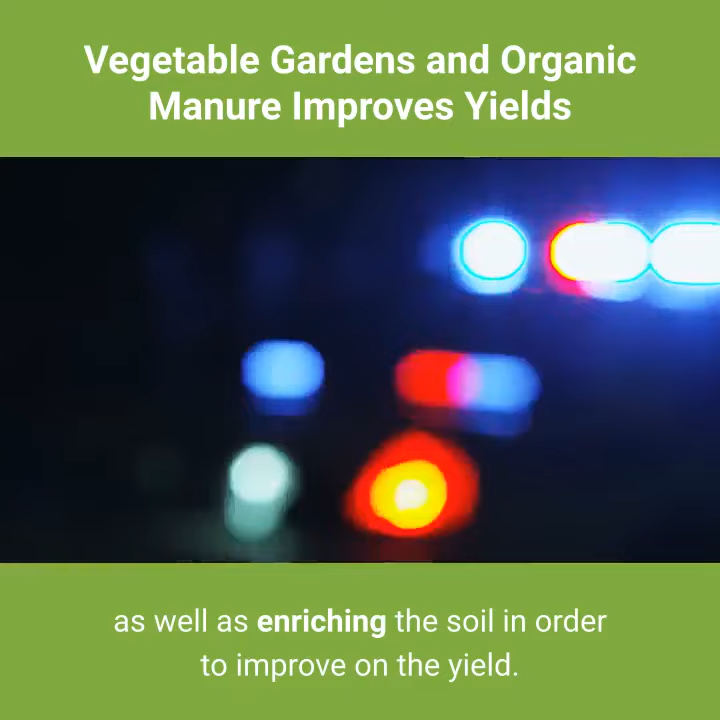 Vegetable Gardens and Organic
Manure Improves Yields
as well as enriching the soil in order
to improve on the yield.